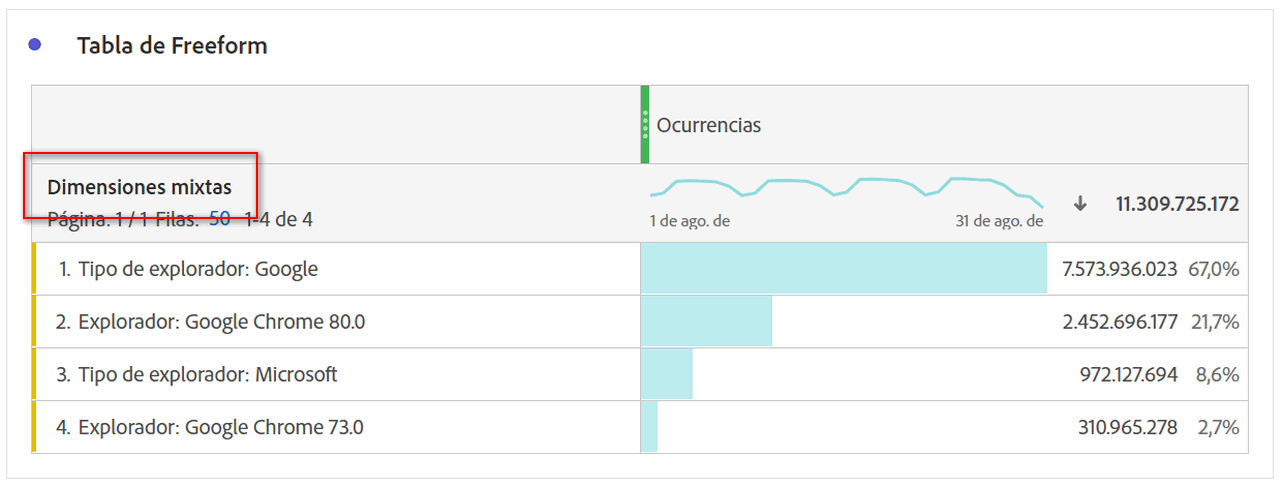 Tabla de Freeform
Ocurrencias
Dimensiones mixtas
Página: 1 / 1 Filas: 50 1-4 de 4
1 de ago. de
31 de ago. de
11.309.725.172
1. Tipo de explorador: Google 7.573.936.023 67,0%
2. Explorador: Google Chrome 80.0 2.452.696.177 21,7%
3. Tipo de explorador: Microsoft 972.127.694 8,6%
4. Explorador: Google Chrome 73.0 310.965.278 2,7%